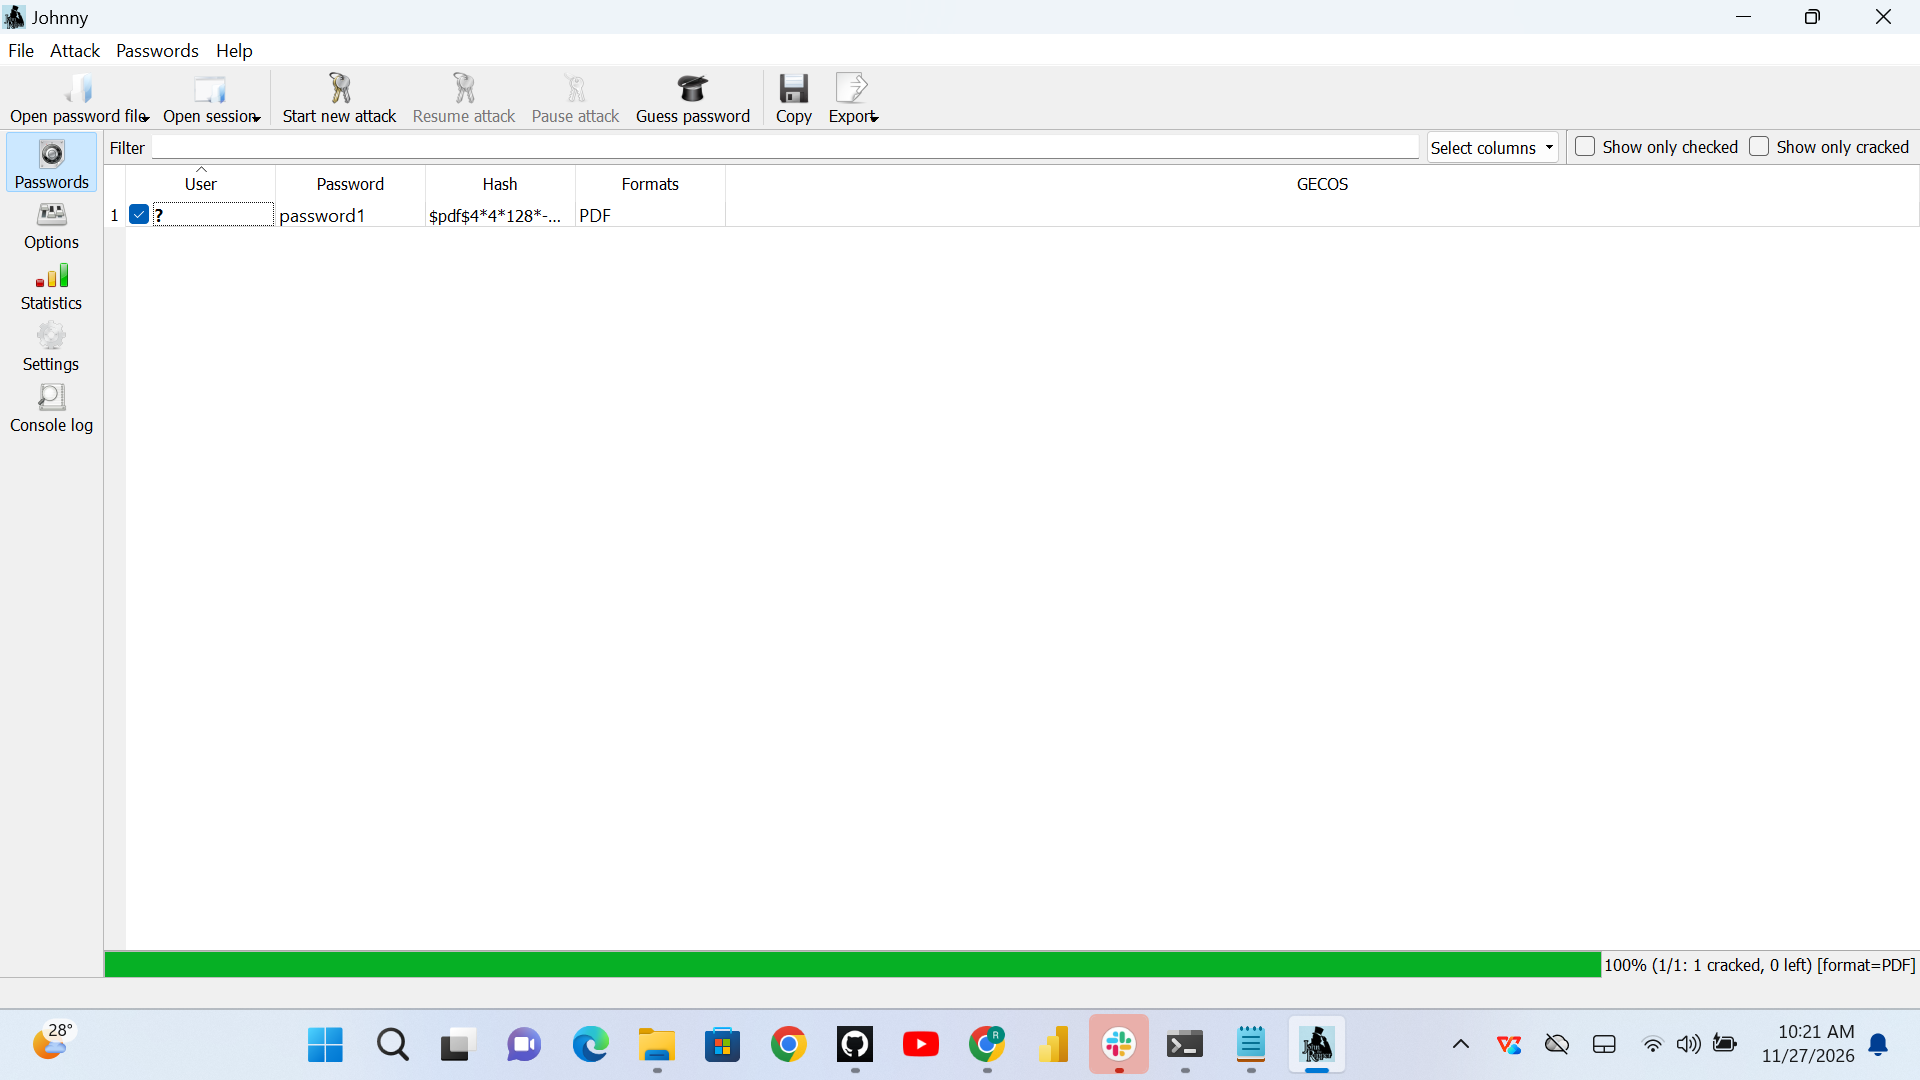 Johnny
File Attack Passwords Help
Open password file Open session Start new attack Resume attack Pause attack Guess password Copy Export
Passwords
Options
Statistics
Settings
Console log
Filter Select columns Show only checked Show only cracked
User Password Hash Formats GECOS
1 ? password1 $pdf$4*4*128*-... PDF
100% (1/1: 1 cracked, 0 left) [format=PDF]
28°
R
10:21 AM
11/27/2026